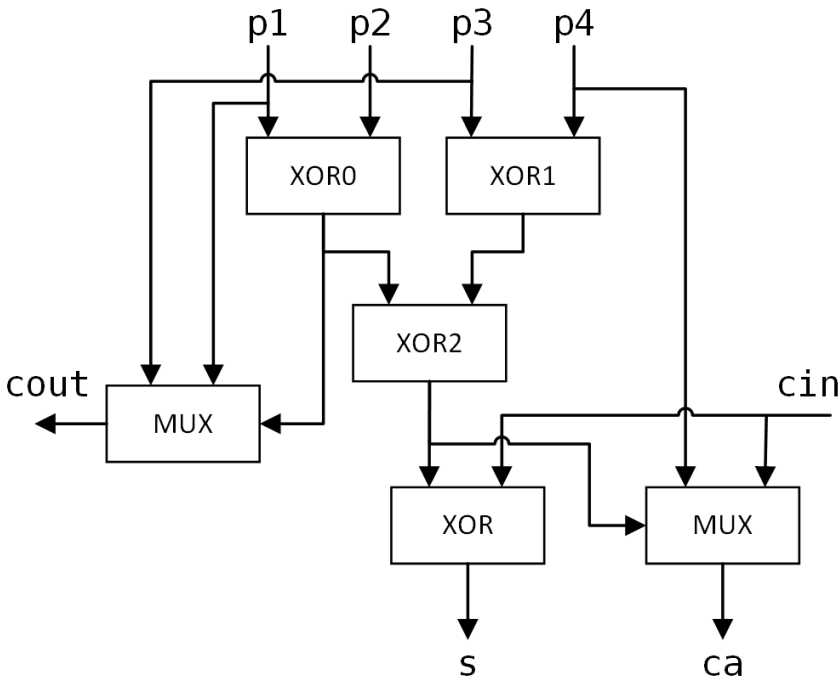 p1 p2 p3 p4
XOR0 XOR1
XOR2
cout cin
MUX
XOR MUX
s ca